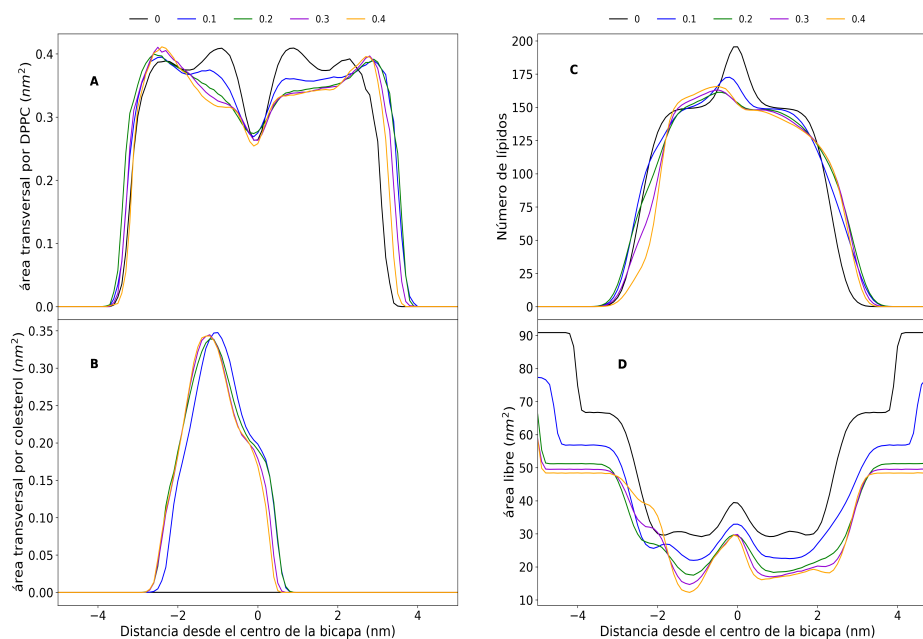 0 0.1 0.2 0.3 0.4
0 0.1 0.2 0.3 0.4
área transversal por DPPC (nm²)
0.4
0.3
0.2
0.1
0.0
A
Número de lípidos
200
175
150
125
100
75
50
25
0
C
área transversal por colesterol (nm²)
0.35
0.30
0.25
0.20
0.15
0.10
0.05
0.00
B
−4 −2 0 2 4
Distancia desde el centro de la bicapa (nm)
área libre (nm²)
90
80
70
60
50
40
30
20
10
D
−4 −2 0 2 4
Distancia desde el centro de la bicapa (nm)